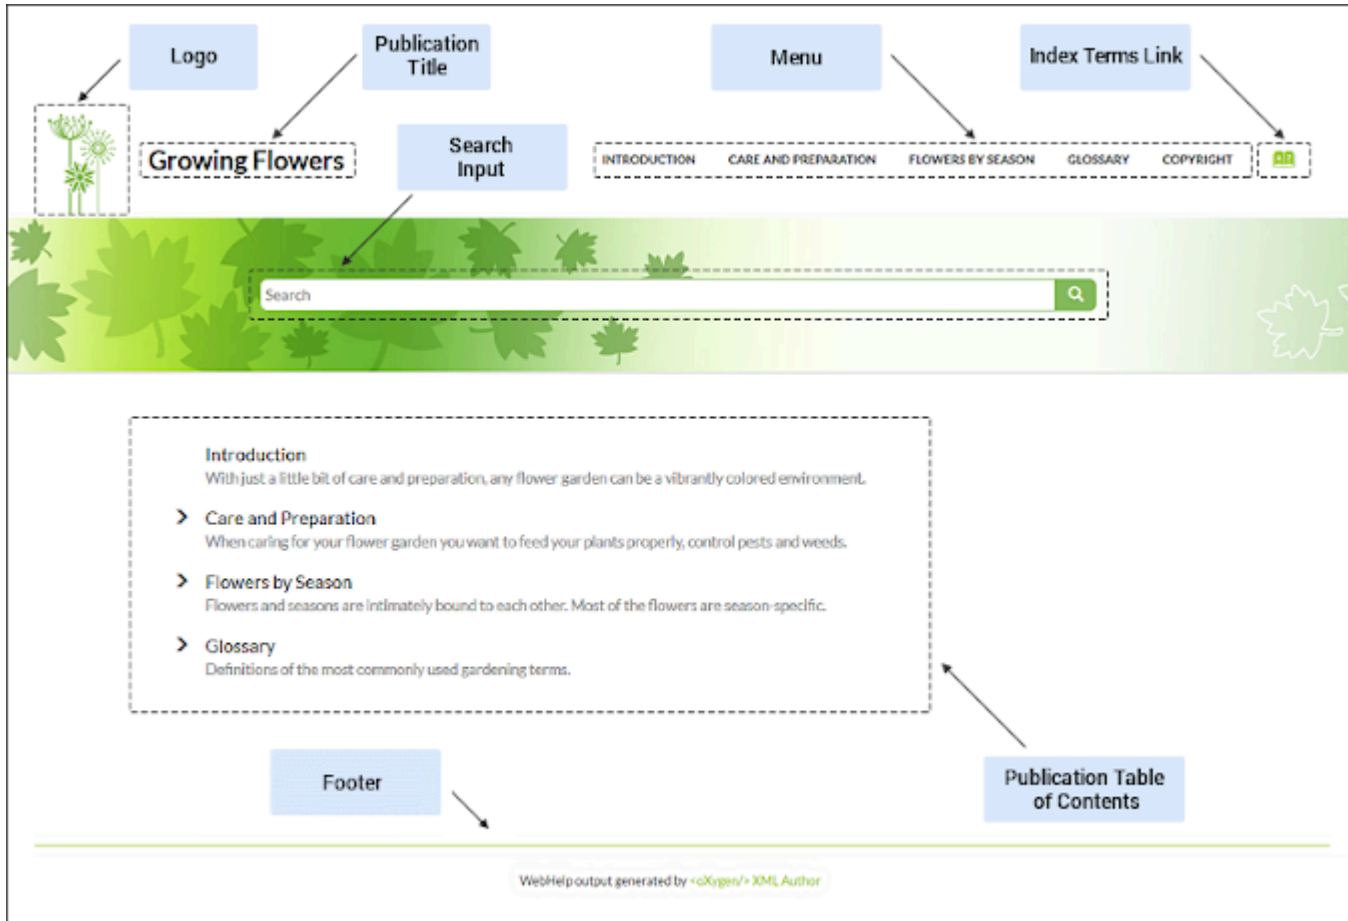 Logo
Publication
Title
Menu
Index Terms Link
Growing Flowers
Search
Input
INTRODUCTION CARE AND PREPARATION FLOWERS BY SEASON GLOSSARY COPYRIGHT
Search
Introduction
With just a little bit of care and preparation, any flower garden can be a vibrantly colored environment.
Care and Preparation
When caring for your flower garden you want to feed your plants properly, control pests and weeds.
Flowers by Season
Flowers and seasons are intimately bound to each other. Most of the flowers are season-specific.
Glossary
Definitions of the most commonly used gardening terms.
Footer
Publication Table
of Contents
WebHelp output generated by <oXygen/> XML Author